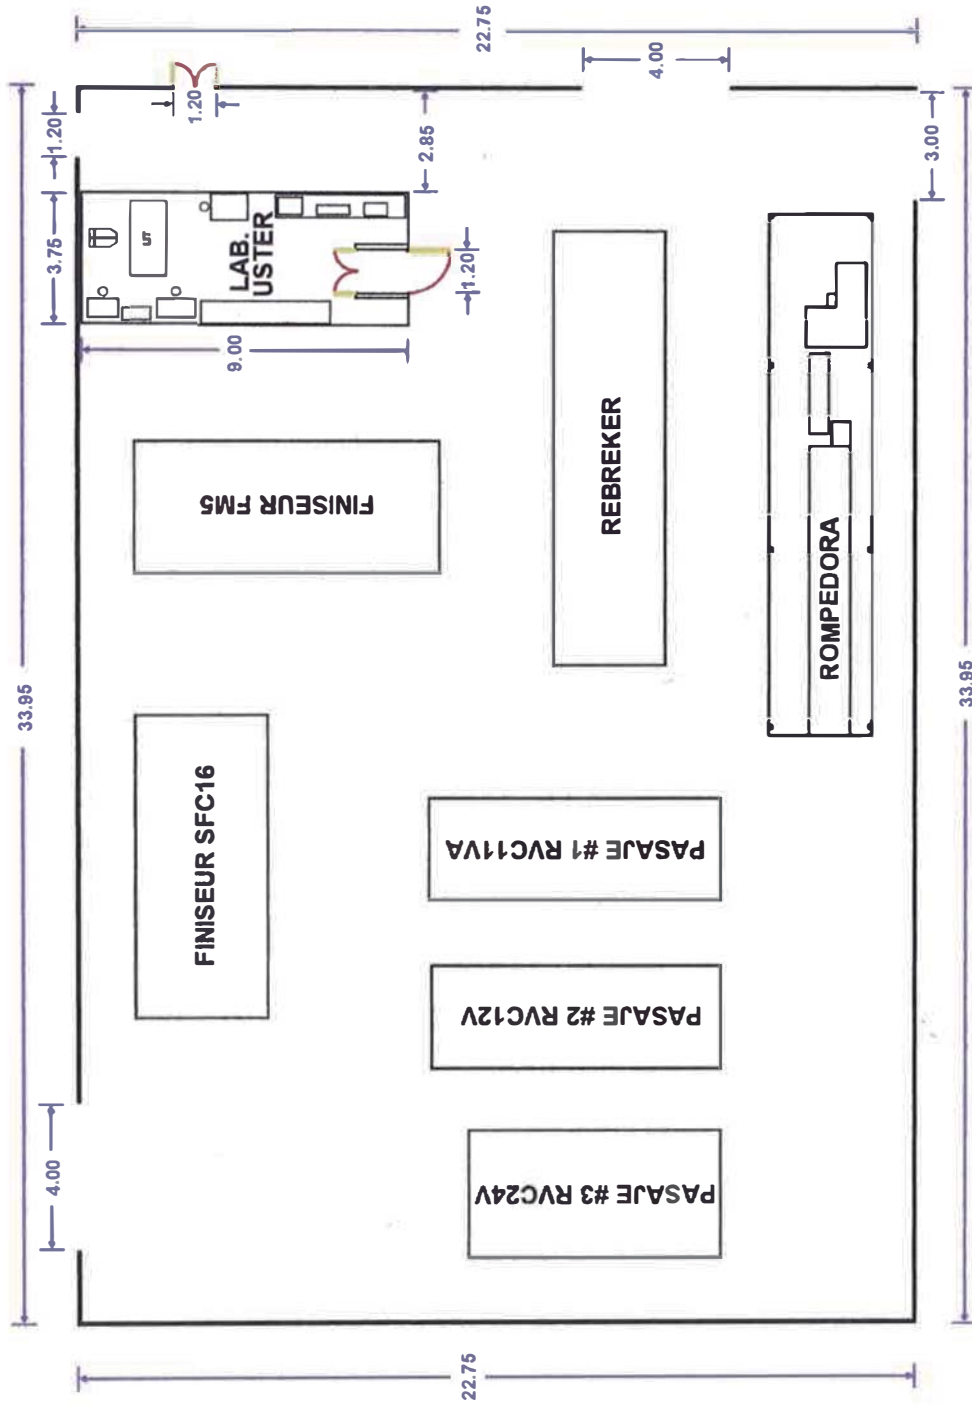 22.75
33.95
1.20
1.20
4.00
2.85
3.00
3.75
LAB.
USTER
1.20
9.00
FINISEUR FM5
REBREKER
ROMPEDORA
33.95
33.95
FINISEUR SFC16
PASAJE #1 RVC11VA
PASAJE #2 RVC12V
PASAJE #3 RVC24V
4.00
22.75